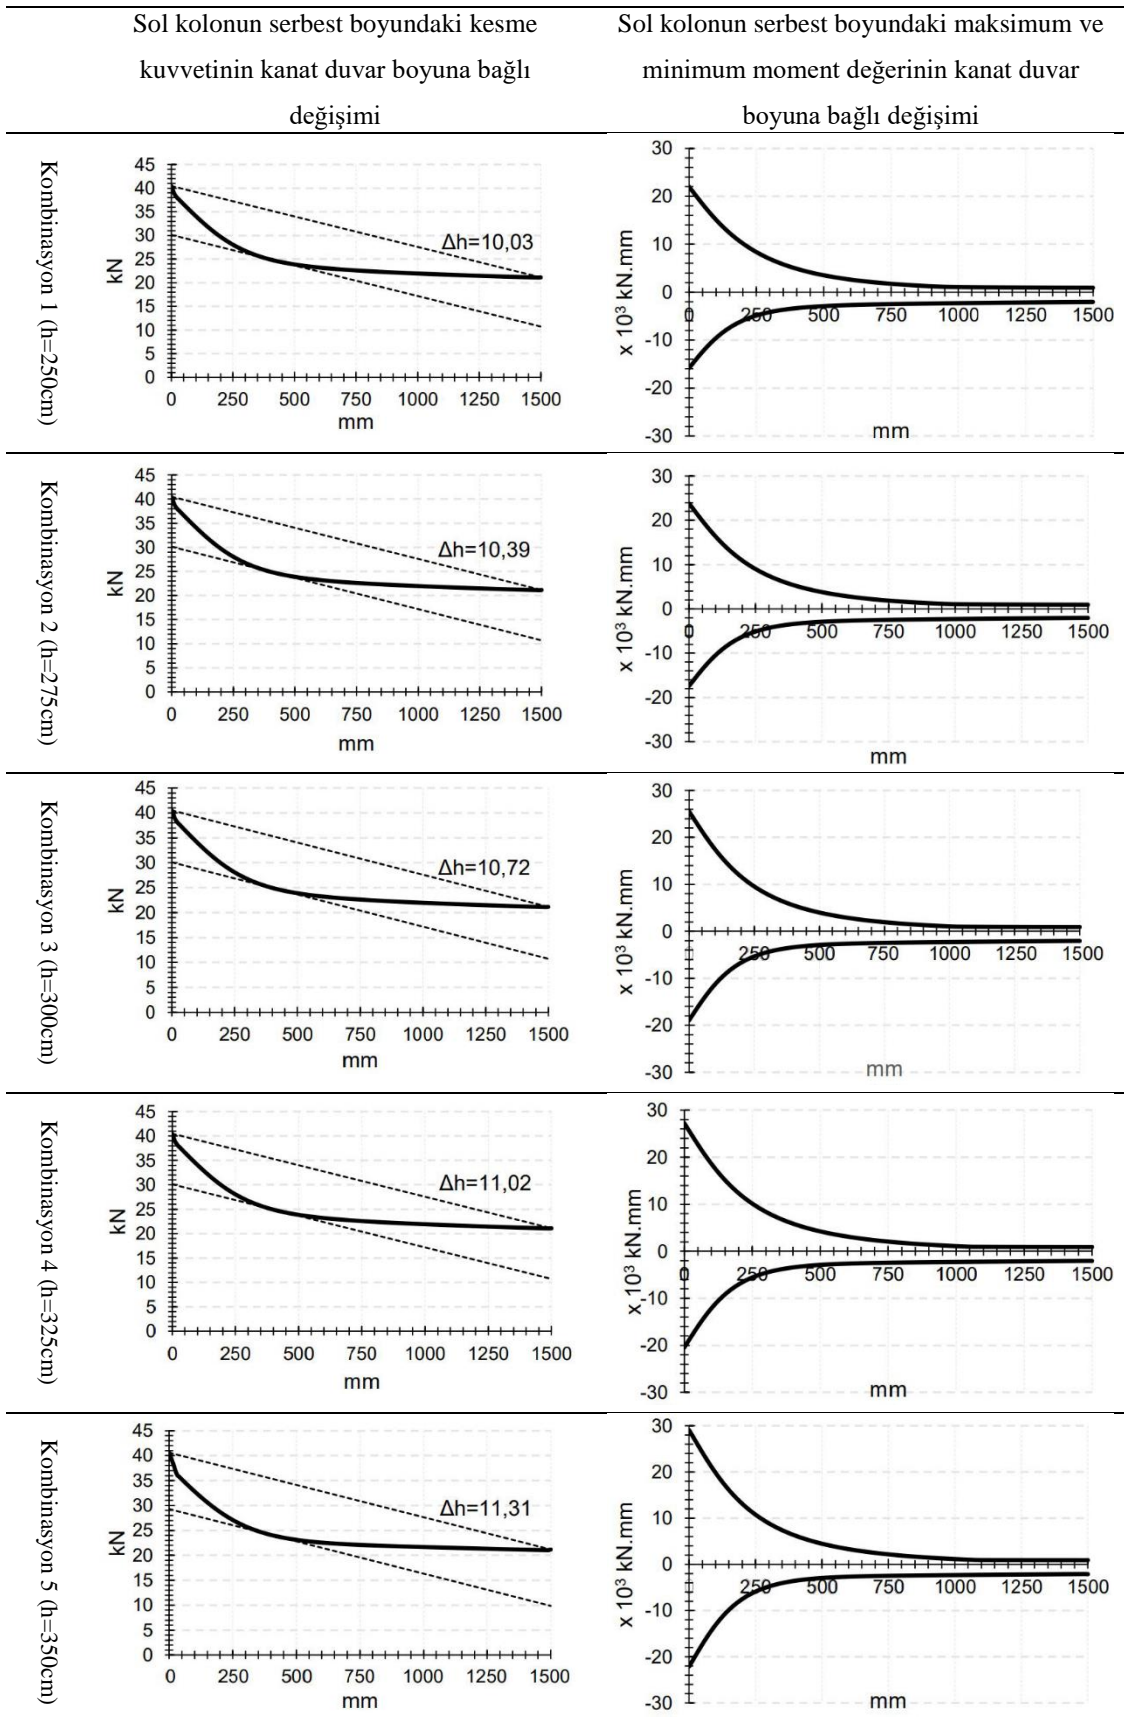 Sol kolonun serbest boyundaki kesme
kuvvetinin kanat duvar boyuna bağlı
değişimi
Sol kolonun serbest boyundaki maksimum ve
minimum moment değerinin kanat duvar
boyuna bağlı değişimi
Kombinasyon 1 (h=250cm)
45
40
35
30
25
20
15
10
5
0
kN
Δh=10,03
0 250 500 750 1000 1250 1500
mm
30
20
10
0
-10
-20
-30
x 10³ kN.mm
0 250 500 750 1000 1250 1500
mm
Kombinasyon 2 (h=275cm)
45
40
35
30
25
20
15
10
5
0
kN
Δh=10,39
0 250 500 750 1000 1250 1500
mm
30
20
10
0
-10
-20
-30
x 10³ kN.mm
0 250 500 750 1000 1250 1500
mm
Kombinasyon 3 (h=300cm)
45
40
35
30
25
20
15
10
5
0
kN
Δh=10,72
0 250 500 750 1000 1250 1500
mm
30
20
10
0
-10
-20
-30
x 10³ kN.mm
250 500 750 1000 1250 1500
mm
Kombinasyon 4 (h=325cm)
45
40
35
30
25
20
15
10
5
0
kN
Δh=11,02
0 250 500 750 1000 1250 1500
mm
30
20
10
0
-10
-20
-30
x 10³ kN.mm
0 250 500 750 1000 1250 1500
mm
Kombinasyon 5 (h=350cm)
45
40
35
30
25
20
15
10
5
0
kN
Δh=11,31
0 250 500 750 1000 1250 1500
mm
30
20
10
0
-10
-20
-30
x 10³ kN.mm
250 500 750 1000 1250 1500
mm